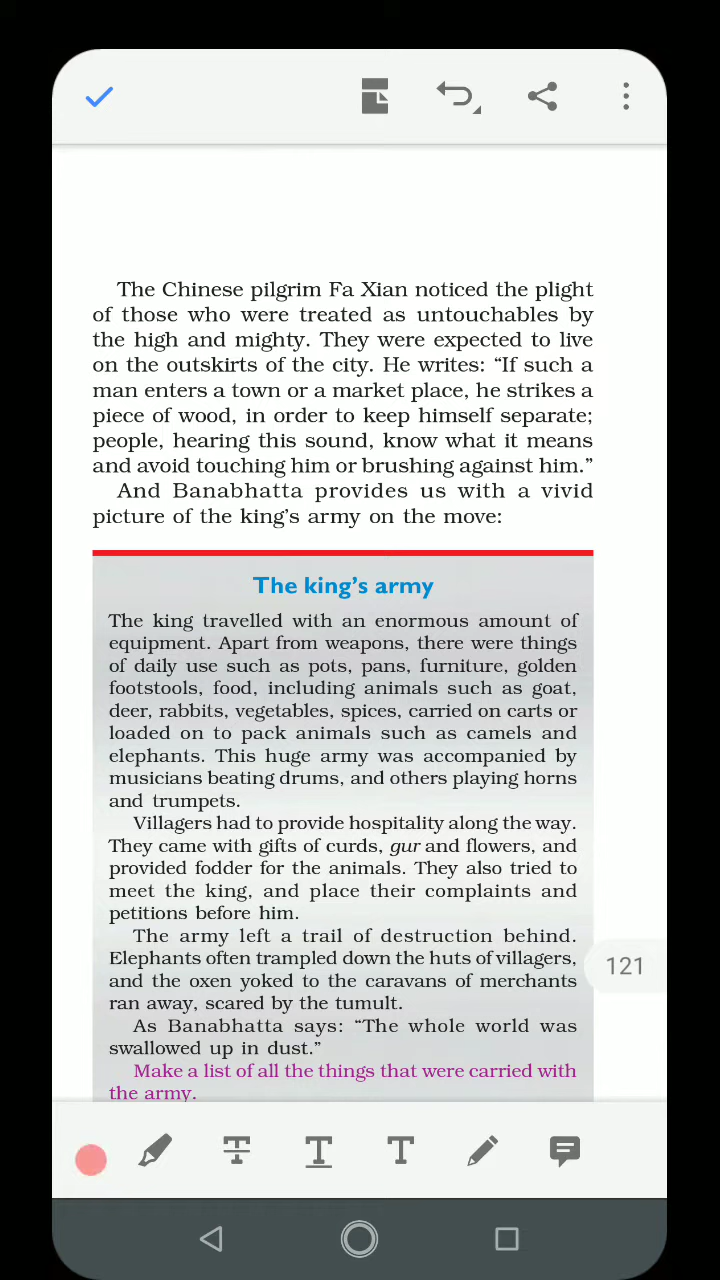 The Chinese pilgrim Fa Xian noticed the plight
of those who were treated as untouchables by
the high and mighty. They were expected to live
on the outskirts of the city. He writes: “If such a
man enters a town or a market place, he strikes a
piece of wood, in order to keep himself separate;
people, hearing this sound, know what it means
and avoid touching him or brushing against him.”
And Banabhatta provides us with a vivid
picture of the king’s army on the move:
The king’s army
The king travelled with an enormous amount of
equipment. Apart from weapons, there were things
of daily use such as pots, pans, furniture, golden
footstools, food, including animals such as goat,
deer, rabbits, vegetables, spices, carried on carts or
loaded on to pack animals such as camels and
elephants. This huge army was accompanied by
musicians beating drums, and others playing horns
and trumpets.
Villagers had to provide hospitality along the way.
They came with gifts of curds, gur and flowers, and
provided fodder for the animals. They also tried to
meet the king, and place their complaints and
petitions before him.
The army left a trail of destruction behind.
Elephants often trampled down the huts of villagers,
and the oxen yoked to the caravans of merchants
ran away, scared by the tumult.
As Banabhatta says: “The whole world was
swallowed up in dust.”
Make a list of all the things that were carried with
the army.
121